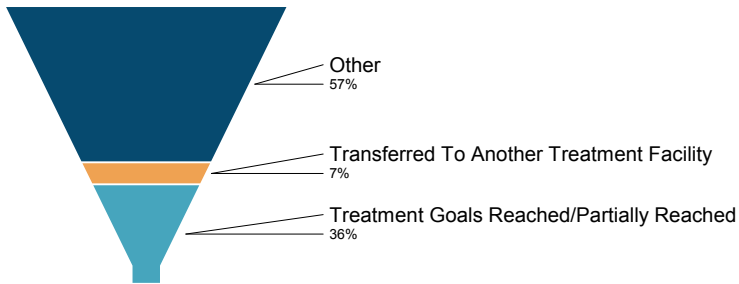 Other
57%
Transferred To Another Treatment Facility
7%
Treatment Goals Reached/Partially Reached
36%